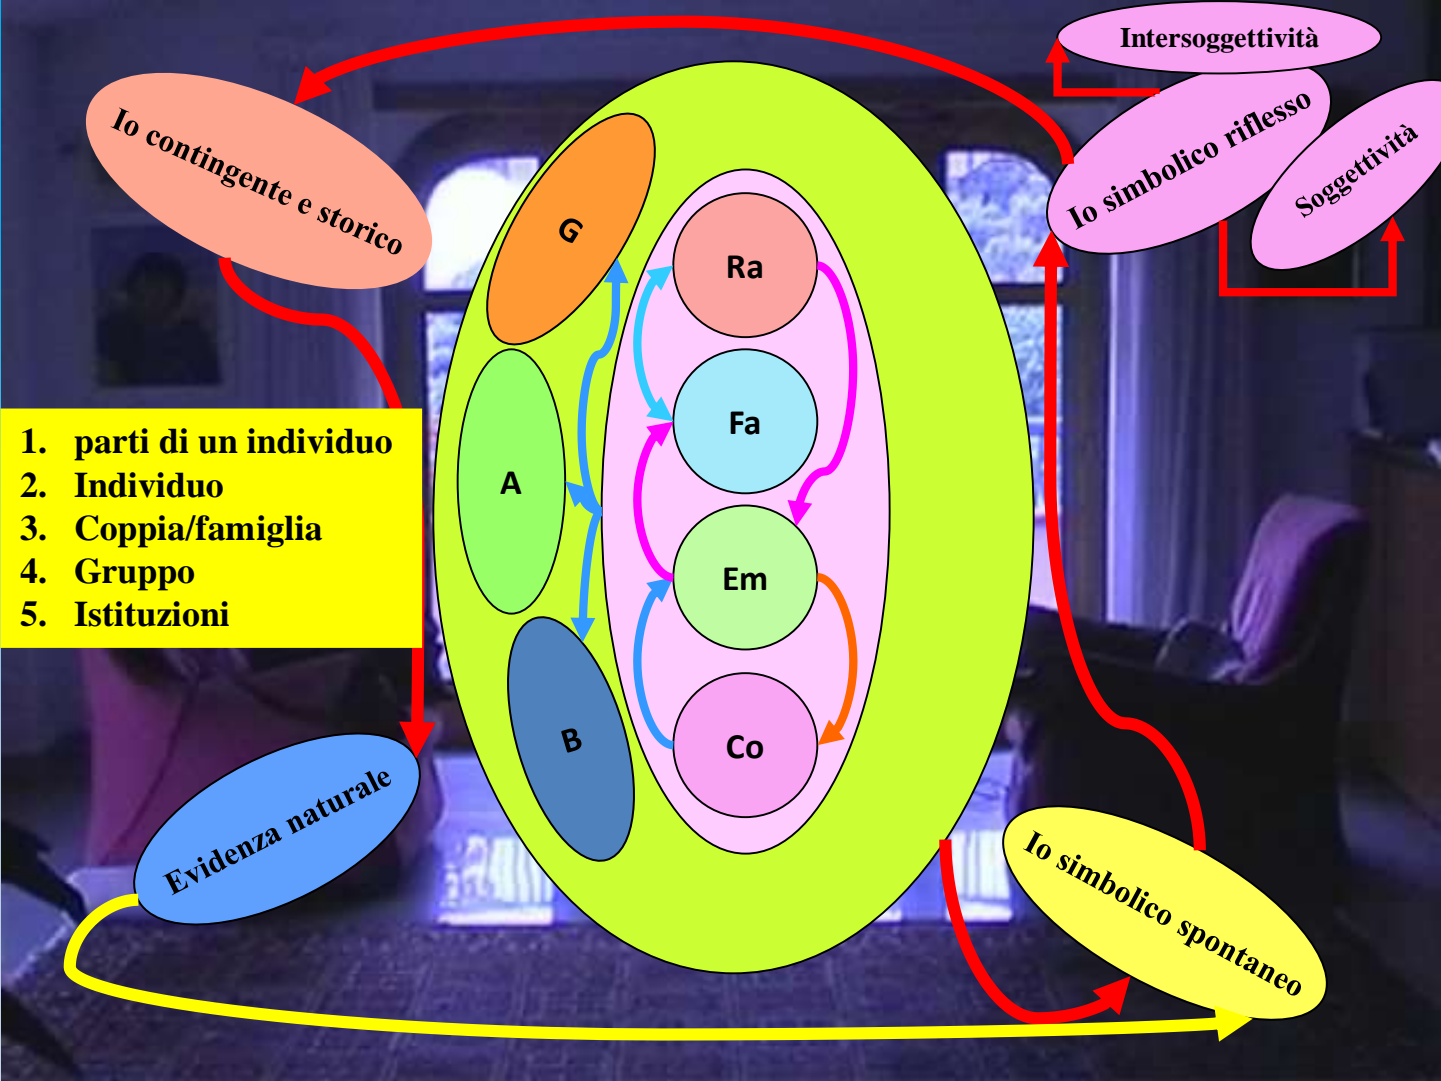 Intersoggettività
Io simbolico riflesso
Soggettività
Io contingente e storico
G
Ra
Fa
A
Em
B
Co
1. parti di un individuo
2. Individuo
3. Coppia/famiglia
4. Gruppo
5. Istituzioni
Evidenza naturale
Io simbolico spontaneo